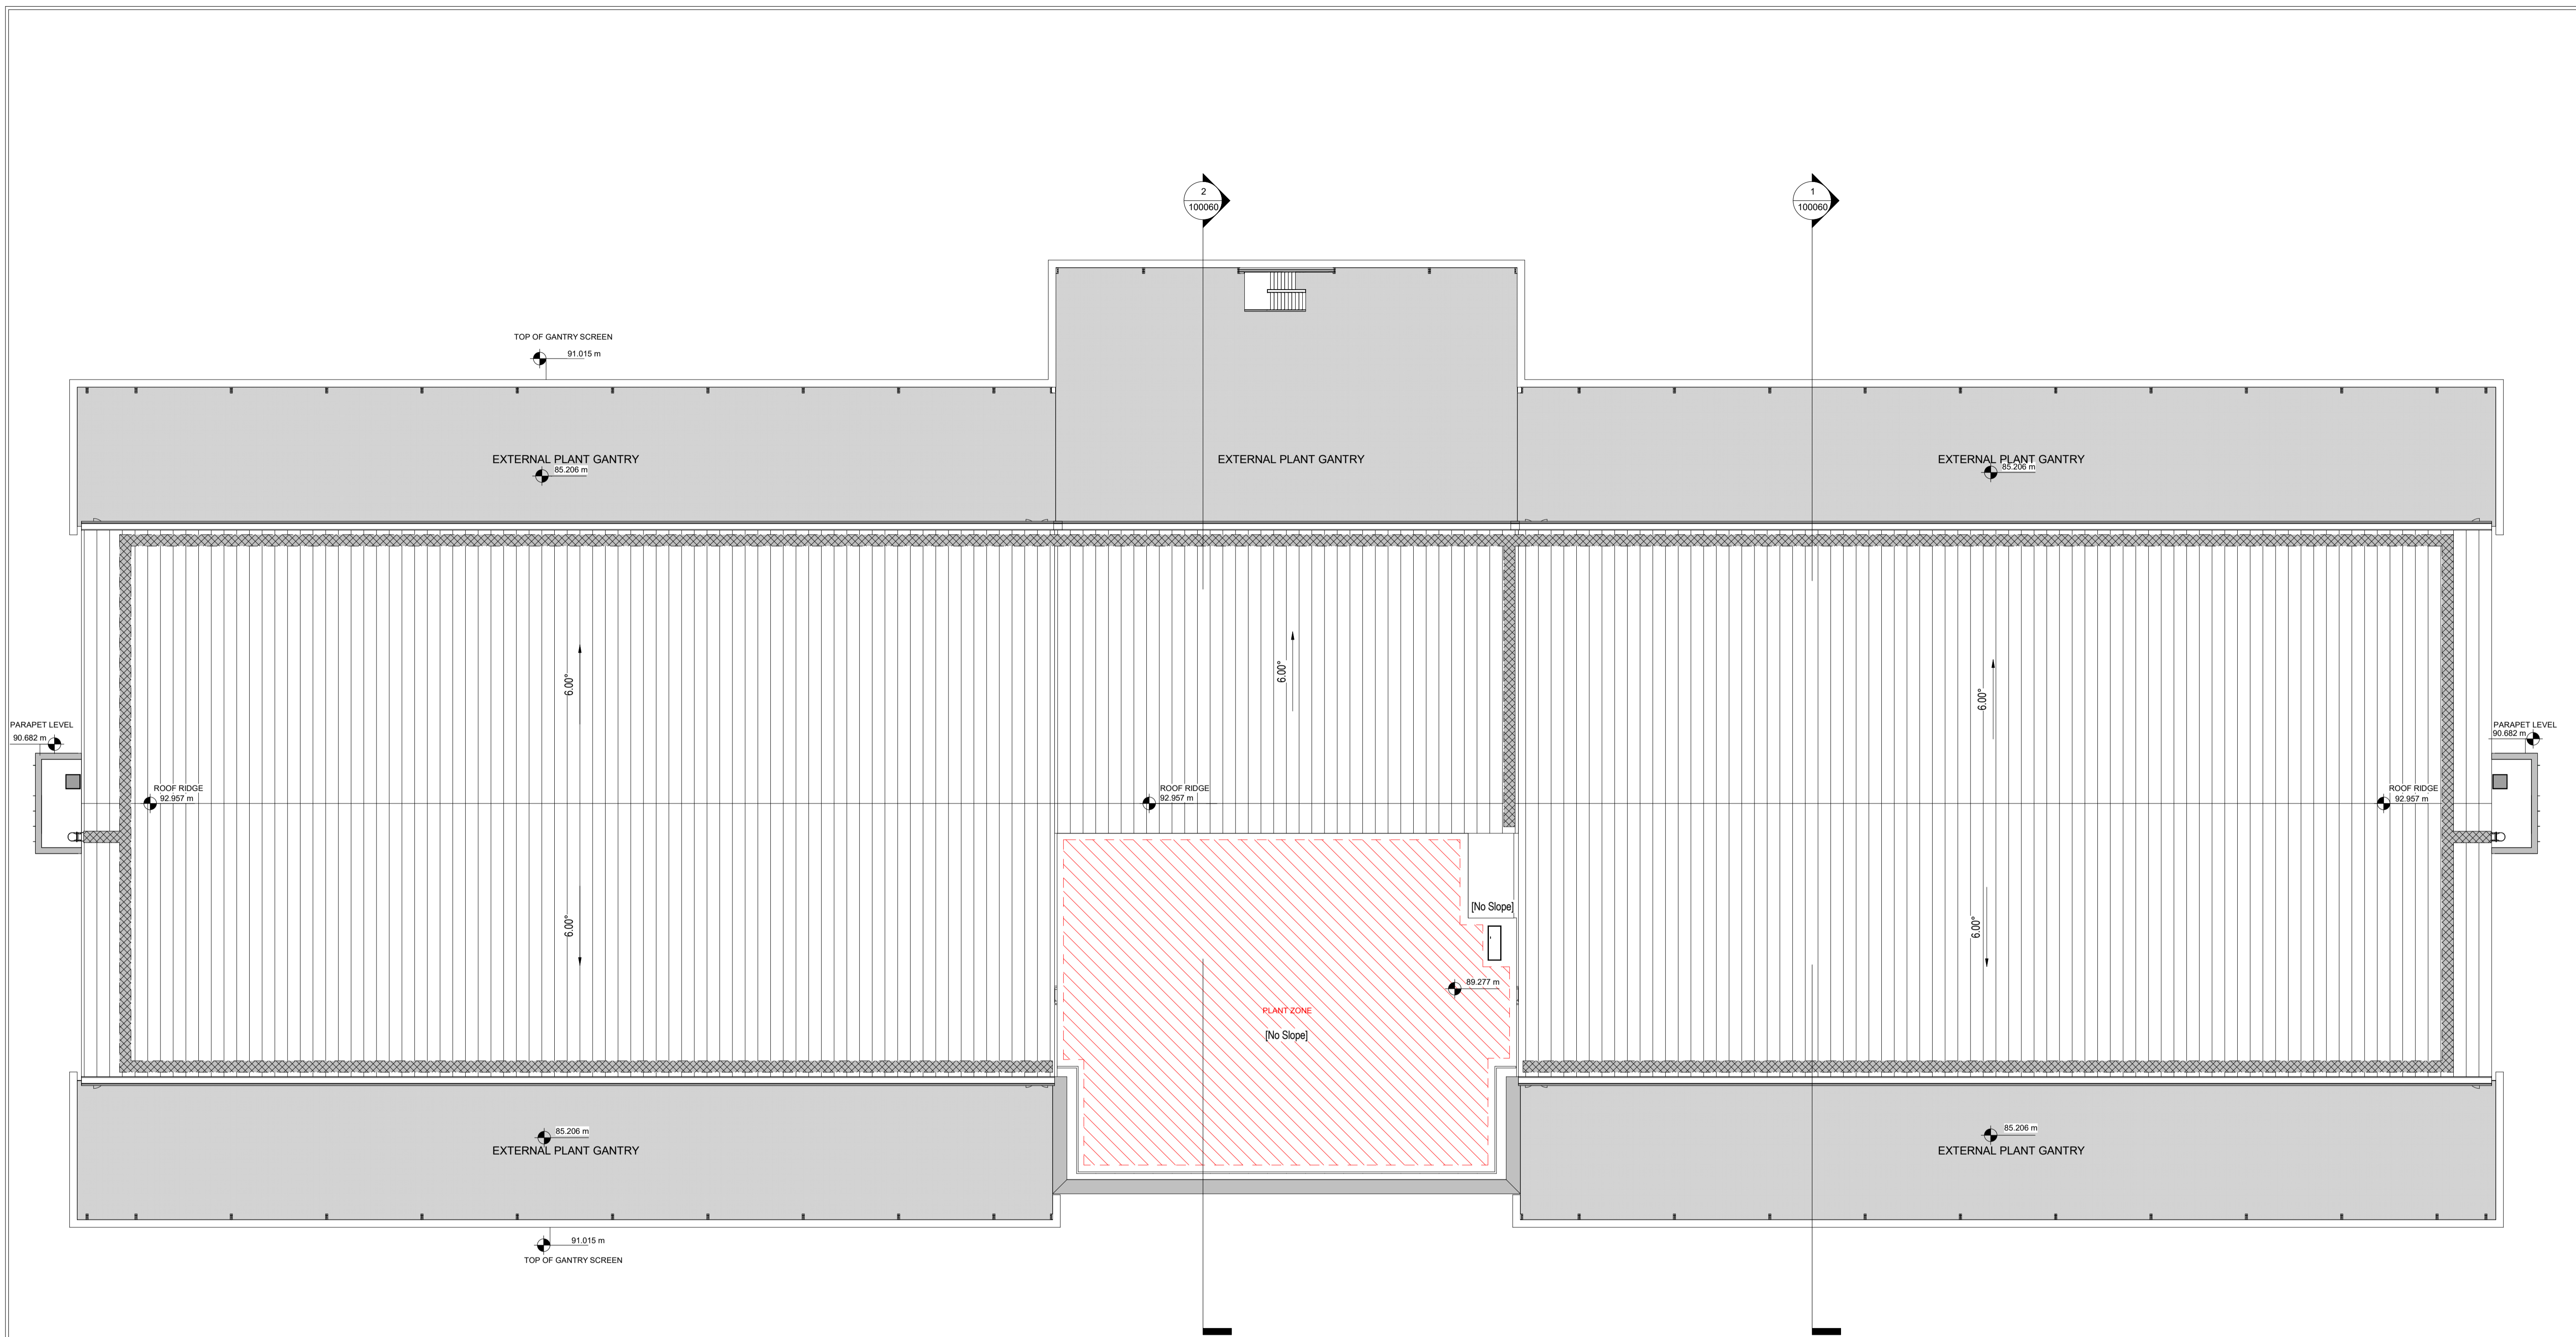 2
100060
1
100060
TOP OF GANTRY SCREEN
91.015 m
EXTERNAL PLANT GANTRY
85.206 m
EXTERNAL PLANT GANTRY
EXTERNAL PLANT GANTRY
85.206 m
6.00°
6.00°
6.00°
PARAPET LEVEL
90.682 m
PARAPET LEVEL
90.682 m
ROOF RIDGE
92.957 m
ROOF RIDGE
92.957 m
ROOF RIDGE
92.957 m
6.00°
[No Slope]
6.00°
89.277 m
PLANT ZONE
[No Slope]
85.206 m
EXTERNAL PLANT GANTRY
85.206 m
EXTERNAL PLANT GANTRY
91.015 m
TOP OF GANTRY SCREEN